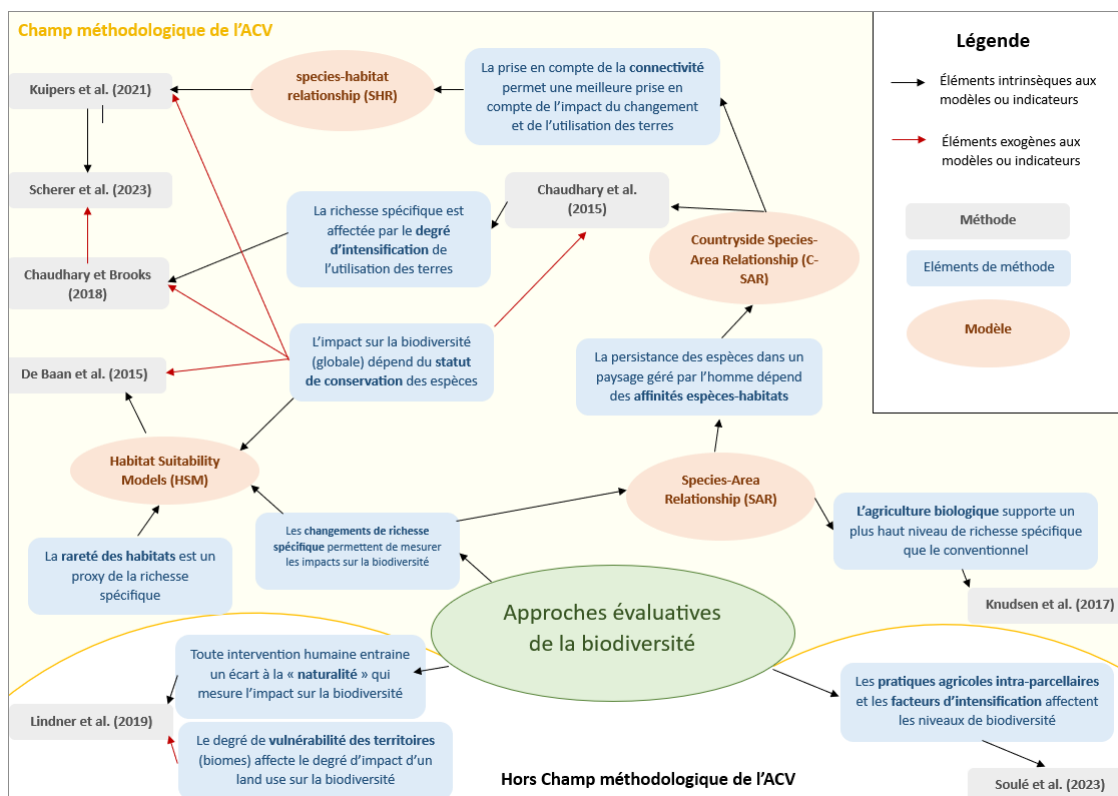 Champ méthodologique de l'ACV
Légende
Éléments intrinsèques aux
modèles ou indicateurs
Éléments exogènes aux
modèles ou indicateurs
Méthode
Eléments de méthode
Modèle
Kuipers et al. (2021)
species-habitat
relationship (SHR)
La prise en compte de la connectivité
permet une meilleure prise en
compte de l'impact du changement
et de l'utilisation des terres
Scherer et al. (2023)
La richesse spécifique est
affectée par le degré
d'intensification de
l'utilisation des terres
Chaudhary et al.
(2015)
Countryside Species-
Area Relationship (C-
SAR)
Chaudhary et Brooks
(2018)
L'impact sur la biodiversité
(globale) dépend du statut
de conservation des espèces
La persistance des espèces dans un
paysage géré par l'homme dépend
des affinités espèces-habitats
De Baan et al. (2015)
Habitat Suitability
Models (HSM)
Species-Area
Relationship (SAR)
La rareté des habitats est un
proxy de la richesse
spécifique
Les changements de richesse
spécifique permettent de mesurer
les impacts sur la biodiversité
L'agriculture biologique supporte un
plus haut niveau de richesse spécifique
que le conventionnel
Knudsen et al. (2017)
Approches évaluatives
de la biodiversité
Toute intervention humaine entraine
un écart à la « naturalité » qui
mesure l'impact sur la biodiversité
Lindner et al. (2019)
Le degré de vulnérabilité des territoires
(biomes) affecte le degré d'impact d'un
land use sur la biodiversité
Les pratiques agricoles intra-parcellaires
et les facteurs d'intensification affectent
les niveaux de biodiversité
Hors Champ méthodologique de l'ACV
Soulé et al. (2023)